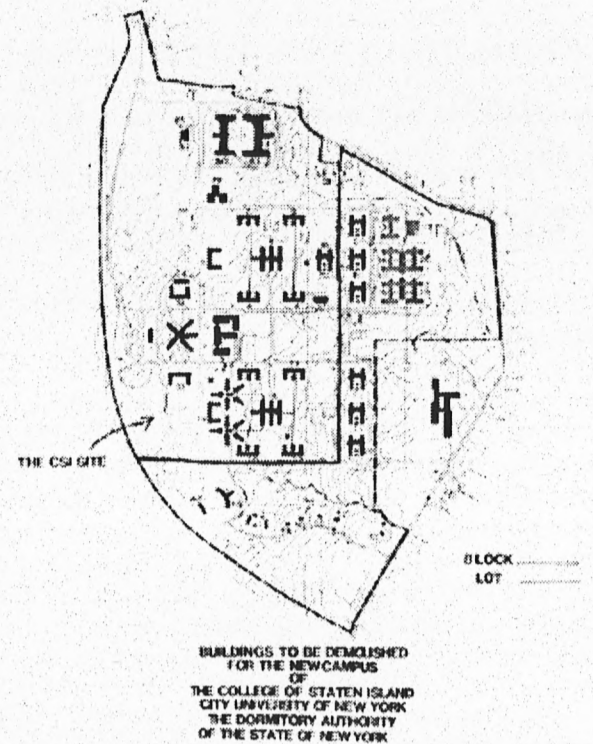 THE CSI SITE
BLOCK
LOT
BUILDINGS TO BE DEMOLISHED
FOR THE NEW CAMPUS
OF
THE COLLEGE OF STATEN ISLAND
CITY UNIVERSITY OF NEW YORK
THE DORMITORY AUTHORITY
OF THE STATE OF NEW YORK